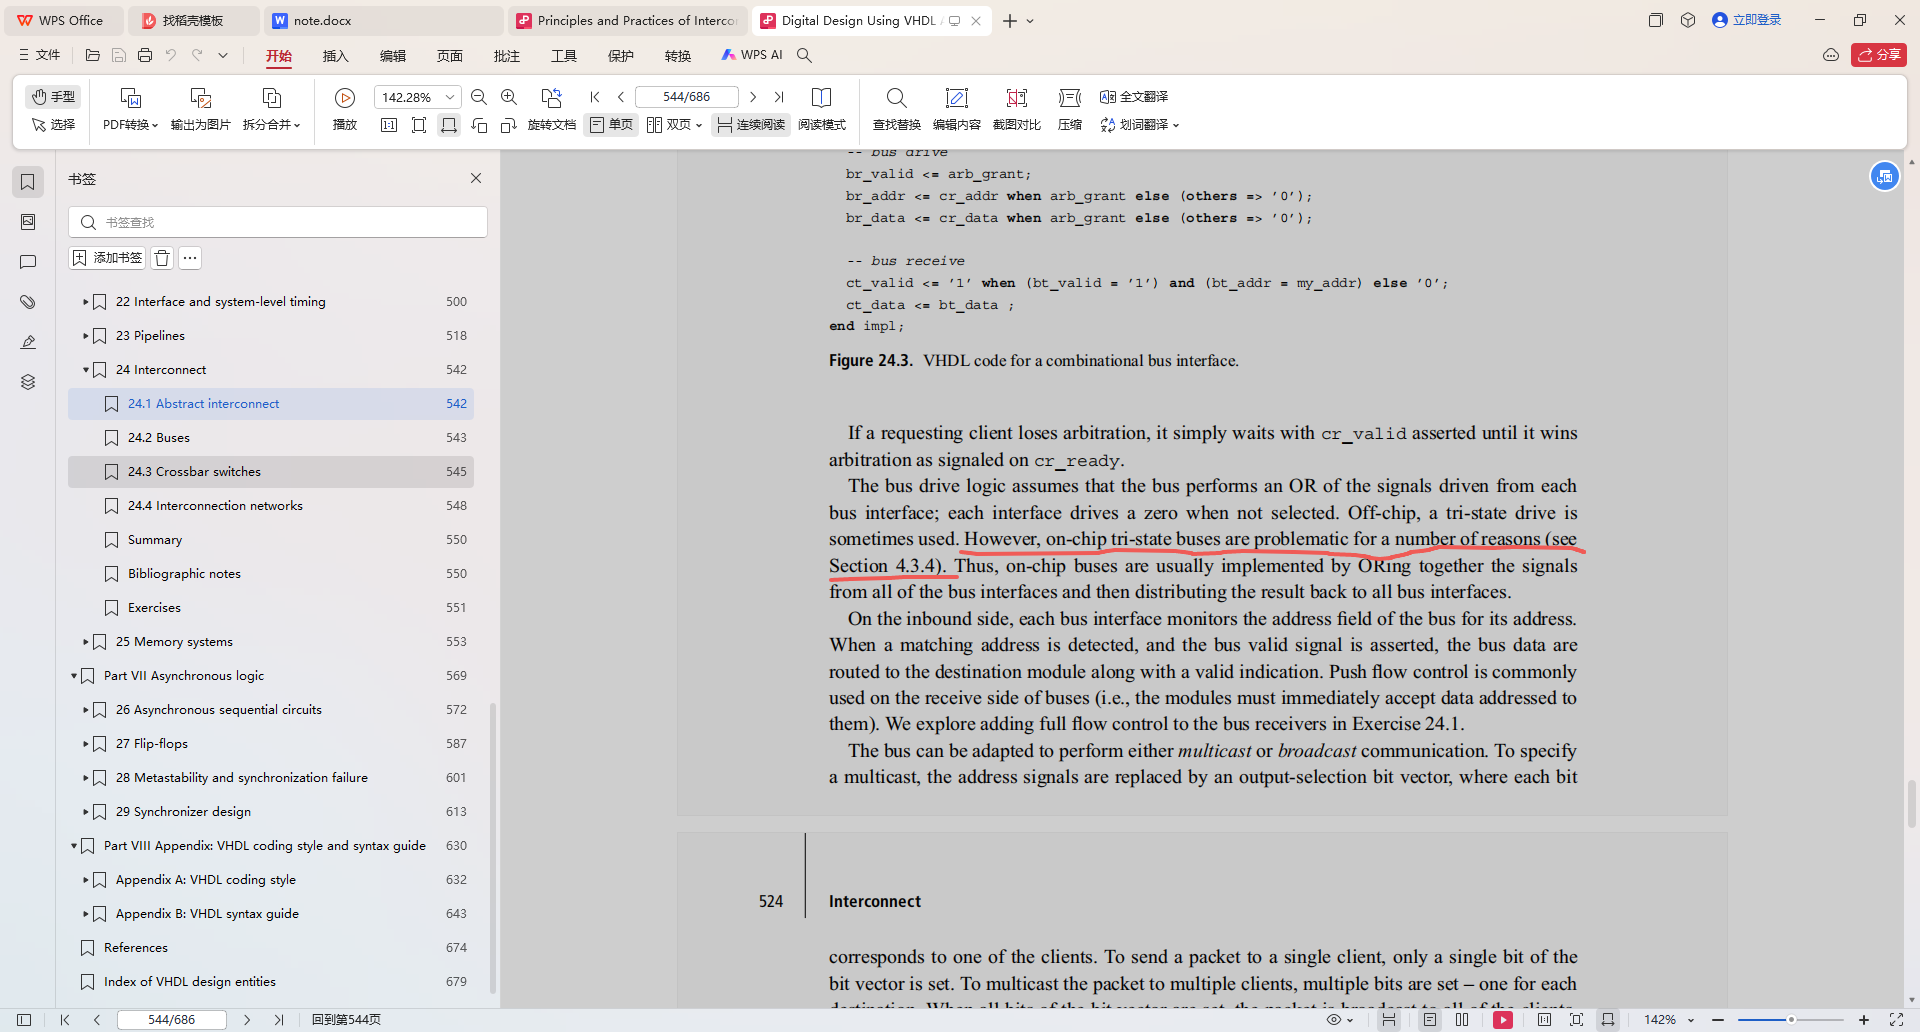 WPS Office
找稻壳模板
note.docx
Principles and Practices of Interco
Digital Design Using VHDL
立即登录
文件
开始
插入
编辑
页面
批注
工具
保护
转换
WPS AI
分享
手型
选择
PDF转换
输出为图片
拆分合并
播放
142.28%
旋转文档
544/686
单页
双页
连续阅读
阅读模式
查找替换
编辑内容
截图对比
压缩
全文翻译
划词翻译
书签
书签查找
添加书签
22 Interface and system-level timing 500
23 Pipelines 518
24 Interconnect 542
24.1 Abstract interconnect 542
24.2 Buses 543
24.3 Crossbar switches 545
24.4 Interconnection networks 548
Summary 550
Bibliographic notes 550
Exercises 551
25 Memory systems 553
Part VII Asynchronous logic 569
26 Asynchronous sequential circuits 572
27 Flip-flops 587
28 Metastability and synchronization failure 601
29 Synchronizer design 613
Part VIII Appendix: VHDL coding style and syntax guide 630
Appendix A: VHDL coding style 632
Appendix B: VHDL syntax guide 643
References 674
Index of VHDL design entities 679
-- bus drive
br_valid <= arb_grant;
br_addr <= cr_addr when arb_grant else (others => '0');
br_data <= cr_data when arb_grant else (others => '0');
-- bus receive
ct_valid <= '1' when (bt_valid = '1') and (bt_addr = my_addr) else '0';
ct_data <= bt_data ;
end impl;
Figure 24.3. VHDL code for a combinational bus interface.
If a requesting client loses arbitration, it simply waits with cr_valid asserted until it wins
arbitration as signaled on cr_ready.
The bus drive logic assumes that the bus performs an OR of the signals driven from each
bus interface; each interface drives a zero when not selected. Off-chip, a tri-state drive is
sometimes used. However, on-chip tri-state buses are problematic for a number of reasons (see
Section 4.3.4). Thus, on-chip buses are usually implemented by ORing together the signals
from all of the bus interfaces and then distributing the result back to all bus interfaces.
On the inbound side, each bus interface monitors the address field of the bus for its address.
When a matching address is detected, and the bus valid signal is asserted, the bus data are
routed to the destination module along with a valid indication. Push flow control is commonly
used on the receive side of buses (i.e., the modules must immediately accept data addressed to
them). We explore adding full flow control to the bus receivers in Exercise 24.1.
The bus can be adapted to perform either multicast or broadcast communication. To specify
a multicast, the address signals are replaced by an output-selection bit vector, where each bit
524 Interconnect
corresponds to one of the clients. To send a packet to a single client, only a single bit of the
bit vector is set. To multicast the packet to multiple clients, multiple bits are set – one for each
destination. When all bits of the bit vector are set, the packet is broadcast to all of the clients.
544/686
回到第544页
142%